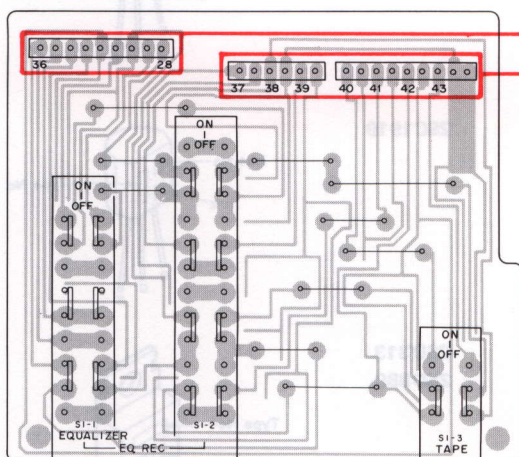 36 28
37 38 39 40 41 42 43
ON
I
OFF
ON
I
OFF
ON
I
OFF
S1-1
EQUALIZER
S1-2
EQ REC
S1-3
TAPE